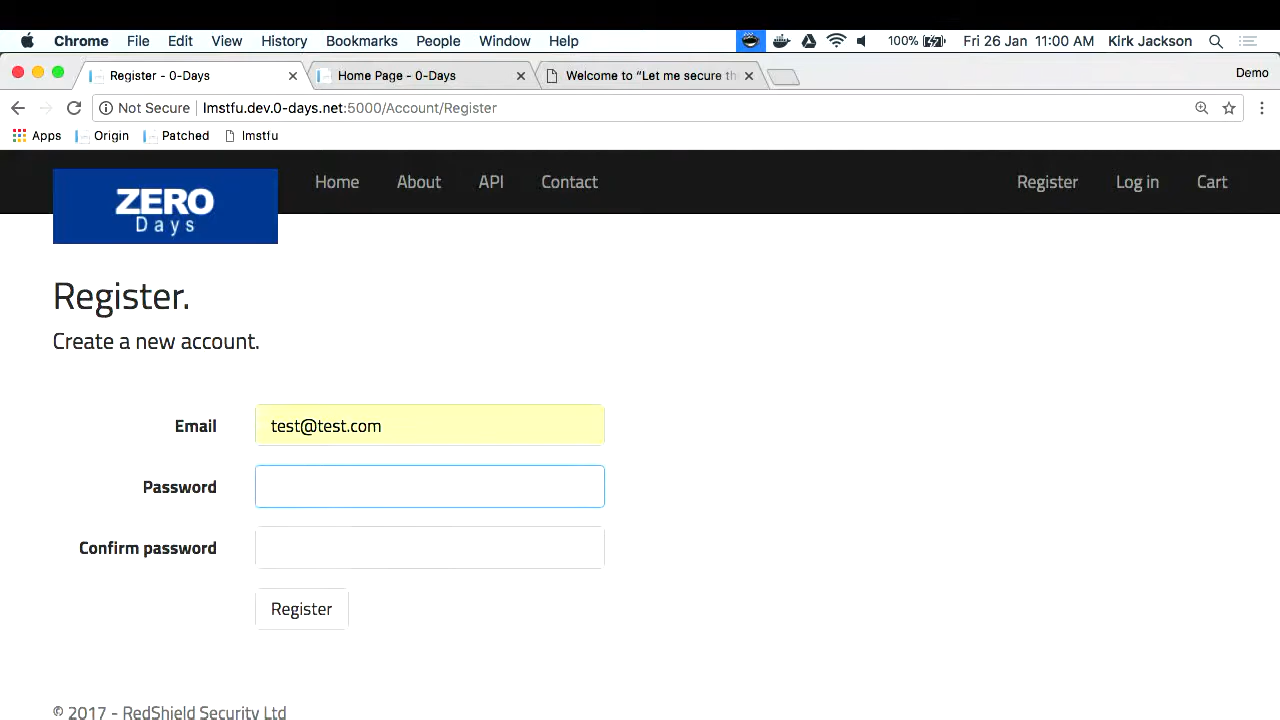 Chrome File Edit View History Bookmarks People Window Help 100% Fri 26 Jan 11:00 AM Kirk Jackson
Register - 0-Days Home Page - 0-Days Welcome to “Let me secure th Demo
Not Secure lmstfu.dev.0-days.net:5000/Account/Register
Apps Origin Patched lmstfu
ZERO
Days
Home About API Contact Register Log in Cart
Register.
Create a new account.
Email test@test.com
Password
Confirm password
Register
© 2017 - RedShield Security Ltd